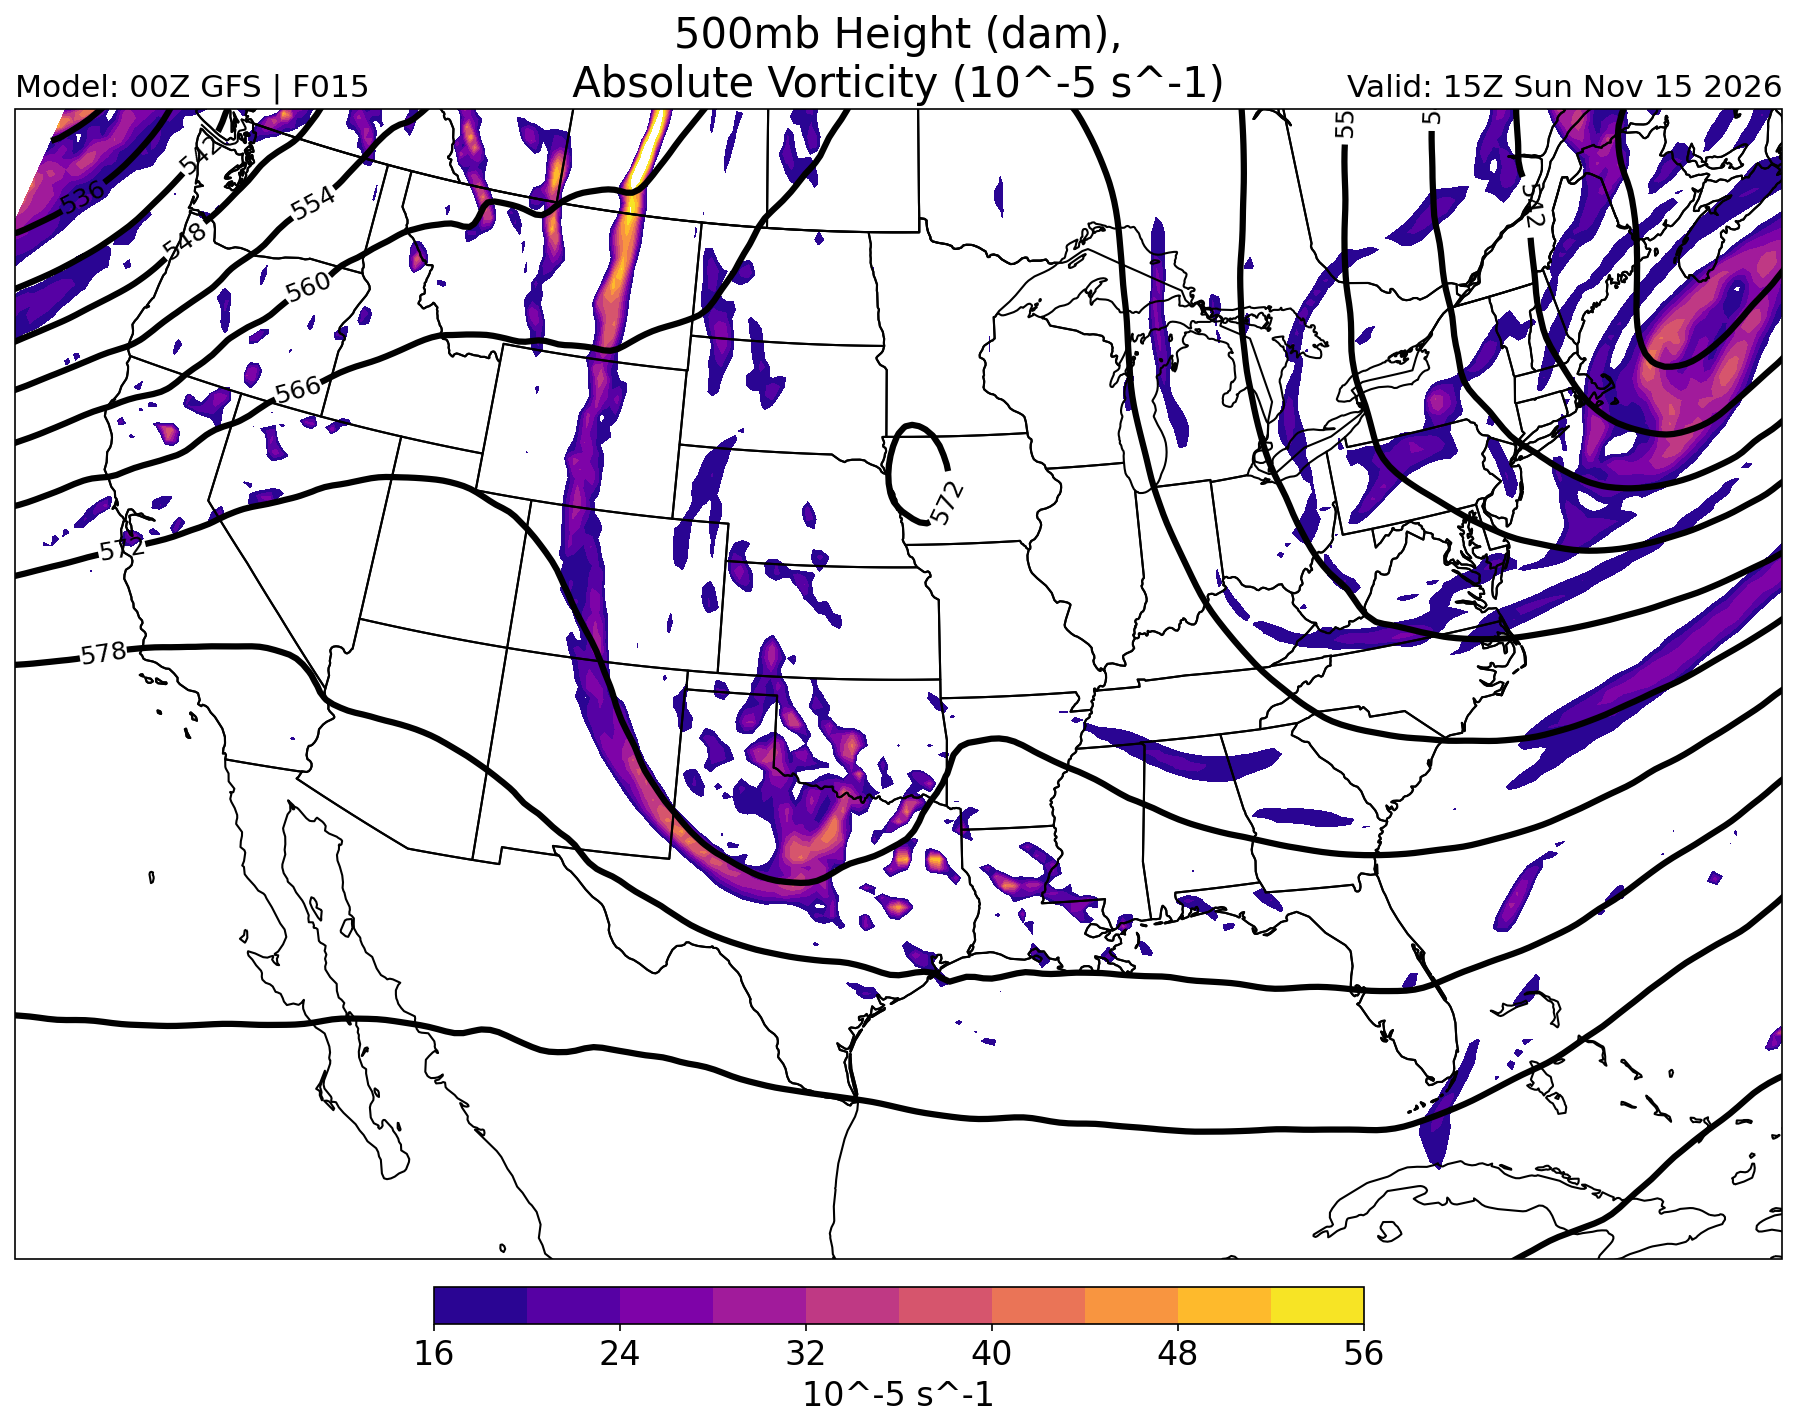 500mb Height (dam),
Absolute Vorticity (10^-5 s^-1)
Model: 00Z GFS | F015
Valid: 15Z Sun Nov 15 2026
536
542
548
554
560
566
572
578
572
542
55
5
16 24 32 40 48 56
10^-5 s^-1